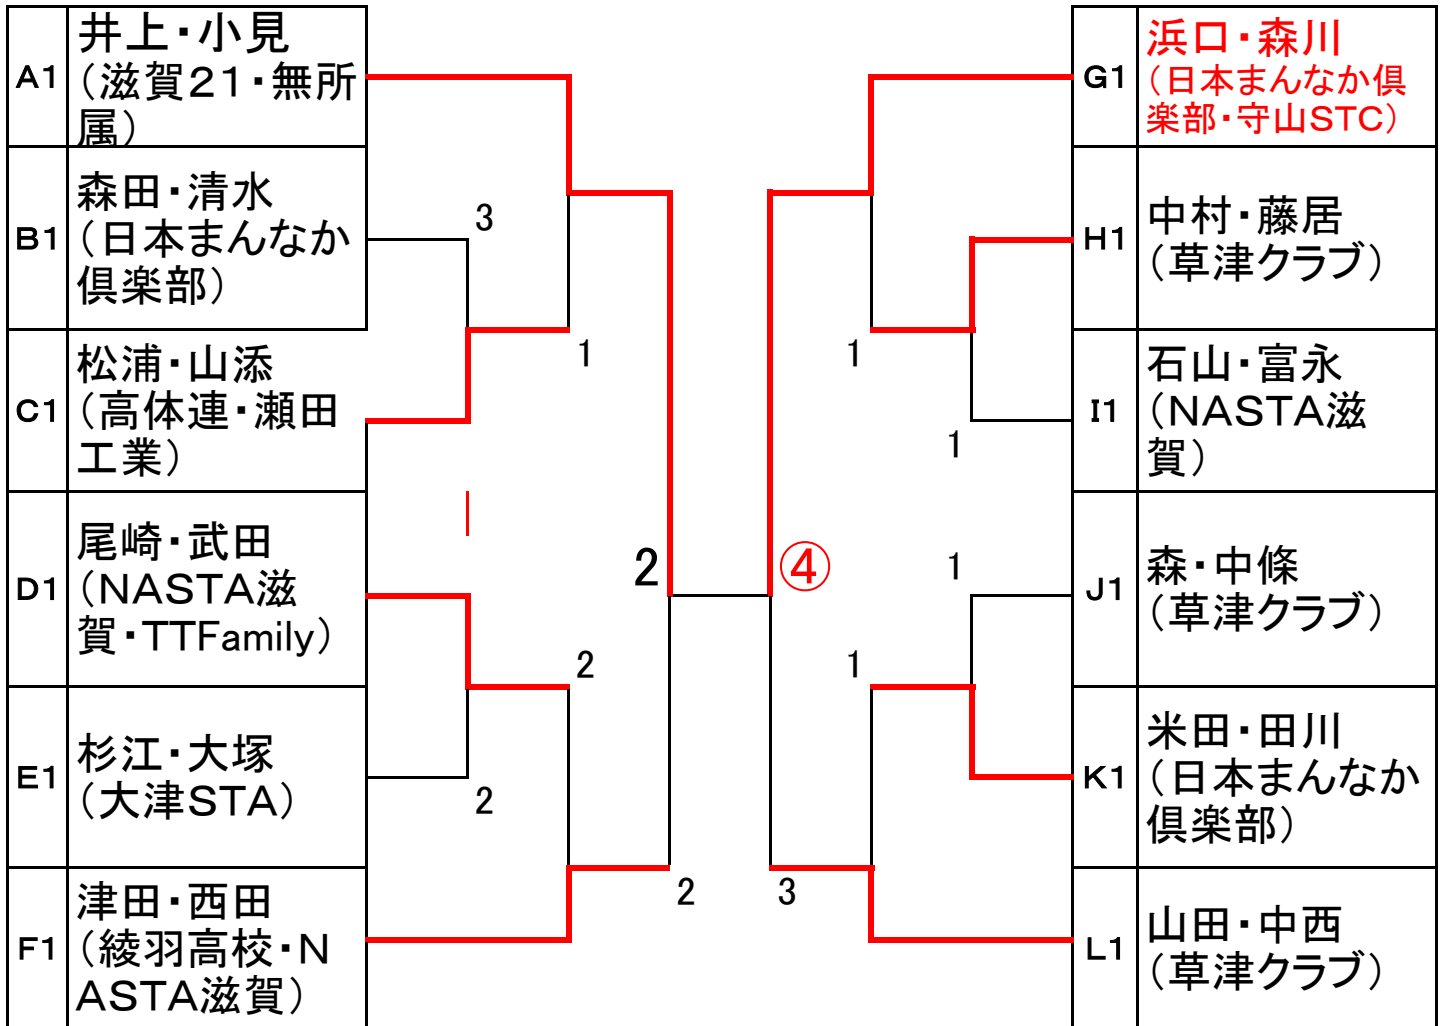 A1
井上・小見
(滋賀21・無所
属)
B1
森田・清水
(日本まんなか
倶楽部)
C1
松浦・山添
(高体連・瀬田
工業)
D1
尾崎・武田
(NASTA滋
賀・TTFamily)
E1
杉江・大塚
(大津STA)
F1
津田・西田
(綾羽高校・N
ASTA滋賀)
3
1
2
2
2
2
④
3
1
1
1
1
G1
浜口・森川
(日本まんなか倶
楽部・守山STC)
H1
中村・藤居
(草津クラブ)
I1
石山・富永
(NASTA滋
賀)
J1
森・中條
(草津クラブ)
K1
米田・田川
(日本まんなか
倶楽部)
L1
山田・中西
(草津クラブ)